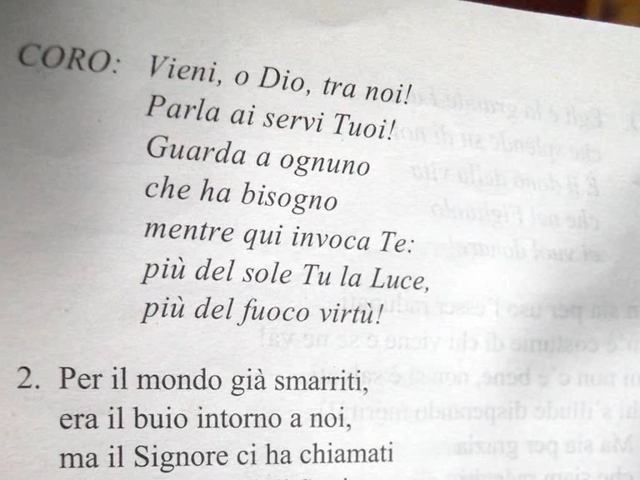 CORO: Vieni, o Dio, tra noi!
Parla ai servi Tuoi!
Guarda a ognuno
che ha bisogno
mentre qui invoca Te:
più del sole Tu la Luce,
più del fuoco virtù!
2. Per il mondo già smarriti,
era il buio intorno a noi,
ma il Signore ci ha chiamati